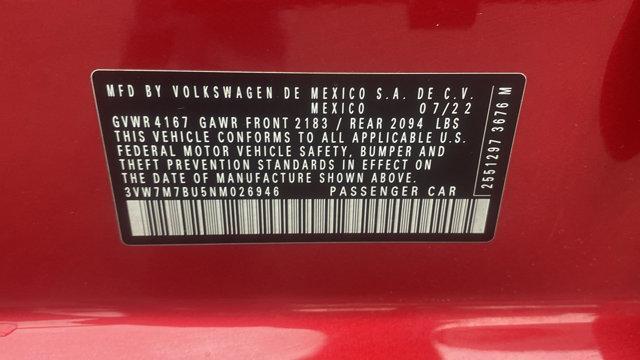 MFD BY VOLKSWAGEN DE MEXICO S.A. DE C.V.
MEXICO 07/22
GVWR 4167 GAWR FRONT 2183 / REAR 2094 LBS
THIS VEHICLE CONFORMS TO ALL APPLICABLE U.S.
FEDERAL MOTOR VEHICLE SAFETY, BUMPER AND
THEFT PREVENTION STANDARDS IN EFFECT ON
THE DATE OF MANUFACTURE SHOWN ABOVE.
3VW7M7BU5NM026946 PASSENGER CAR
2551297 3676 M